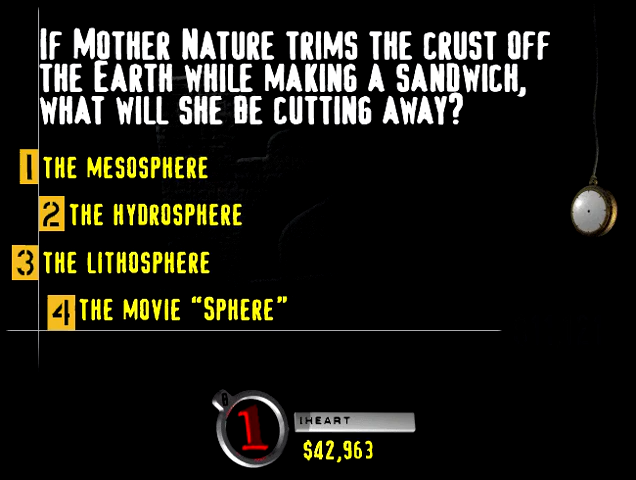 If Mother Nature trims the crust off
the Earth while making a sandwich,
what will she be cutting away?
1 the mesosphere
2 the hydrosphere
3 the lithosphere
4 the movie “Sphere”
1 IHEART
$42,963